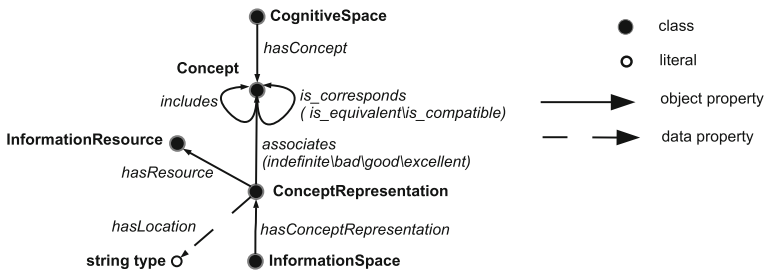 CognitiveSpace
class
hasConcept
literal
Concept
includes
is_corresponds
( is_equivalent\is_compatible)
object property
InformationResource
associates
(indefinite\bad\good\excellent)
data property
hasResource
ConceptRepresentation
hasLocation
hasConceptRepresentation
string type
InformationSpace